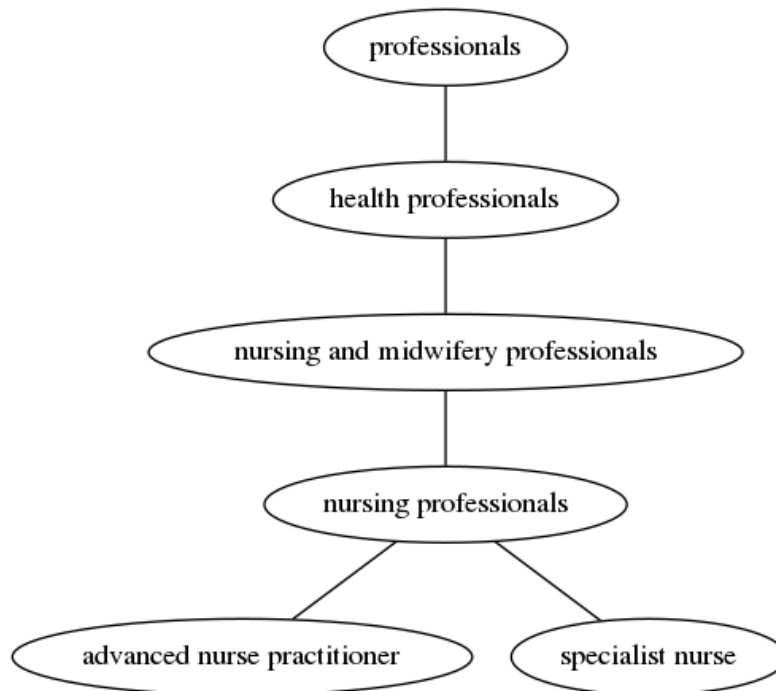 professionals
health professionals
nursing and midwifery professionals
nursing professionals
advanced nurse practitioner
specialist nurse